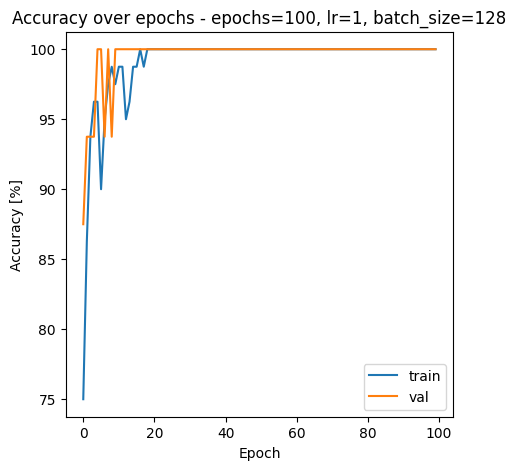 Accuracy over epochs - epochs=100, lr=1, batch_size=128
100
95
90
85
80
75
Accuracy [%]
0 20 40 60 80 100
Epoch
train
val